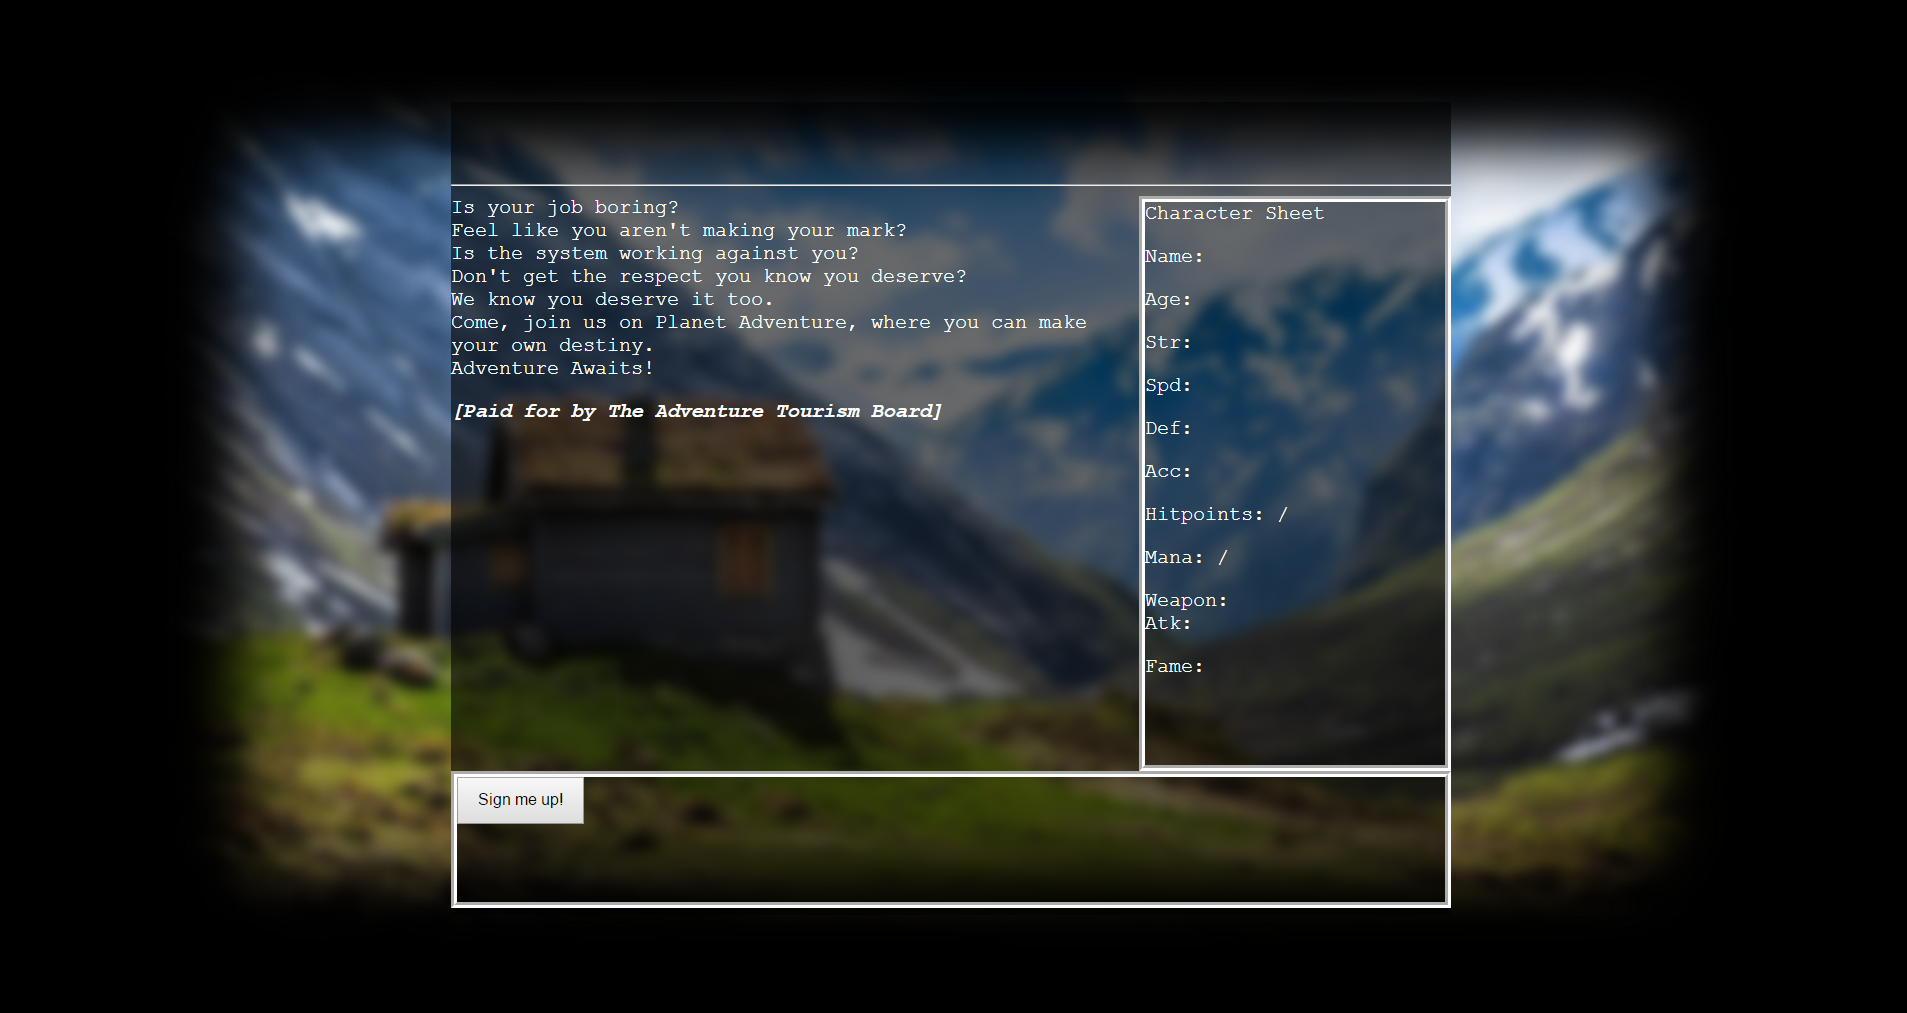 Is your job boring?
Feel like you aren't making your mark?
Is the system working against you?
Don't get the respect you know you deserve?
We know you deserve it too.
Come, join us on Planet Adventure, where you can make
your own destiny.
Adventure Awaits!
[Paid for by The Adventure Tourism Board]
Character Sheet
Name:
Age:
Str:
Spd:
Def:
Acc:
Hitpoints: /
Mana: /
Weapon:
Atk:
Fame:
Sign me up!